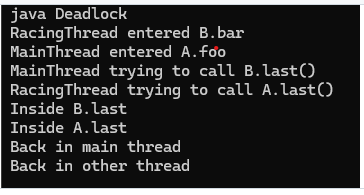 java Deadlock
RacingThread entered B.bar
MainThread entered A.foo
MainThread trying to call B.last()
RacingThread trying to call A.last()
Inside B.last
Inside A.last
Back in main thread
Back in other thread